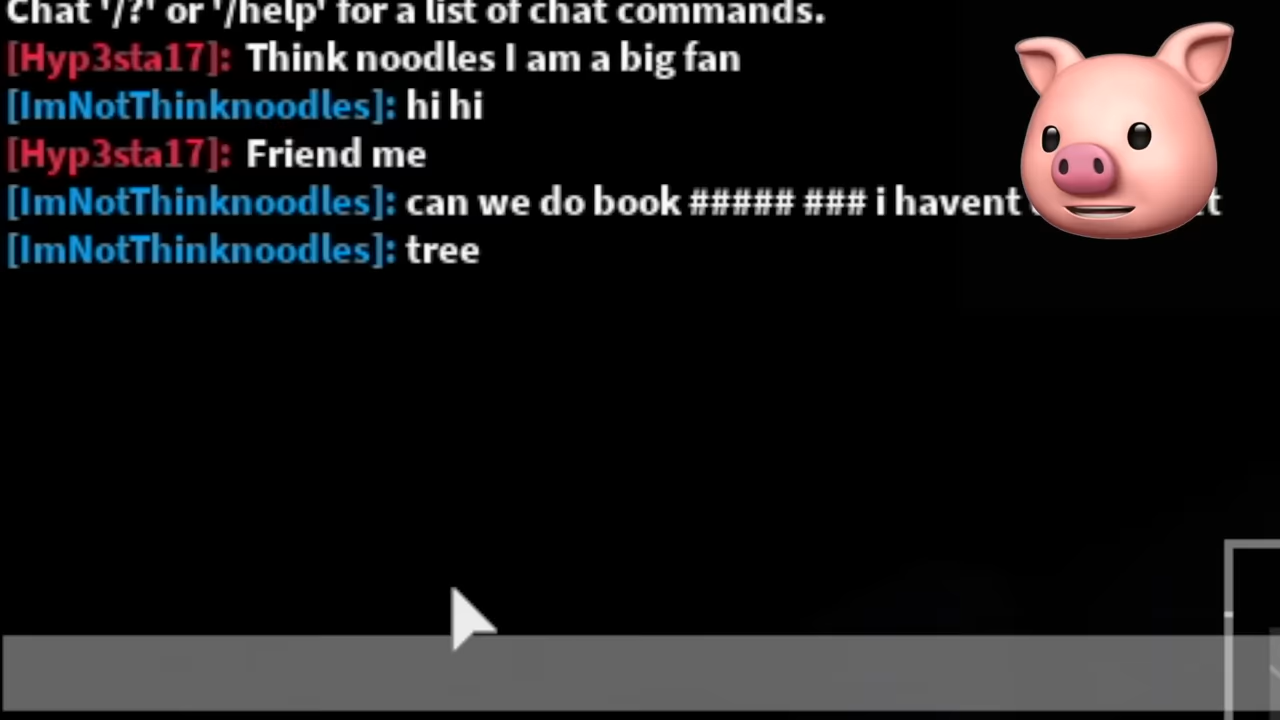 Chat '/?' or '/help' for a list of chat commands.
[Hyp3sta17]: Think noodles I am a big fan
[ImNotThinknoodles]: hi hi
[Hyp3sta17]: Friend me
[ImNotThinknoodles]: can we do book ##### ### i havent
[ImNotThinknoodles]: tree